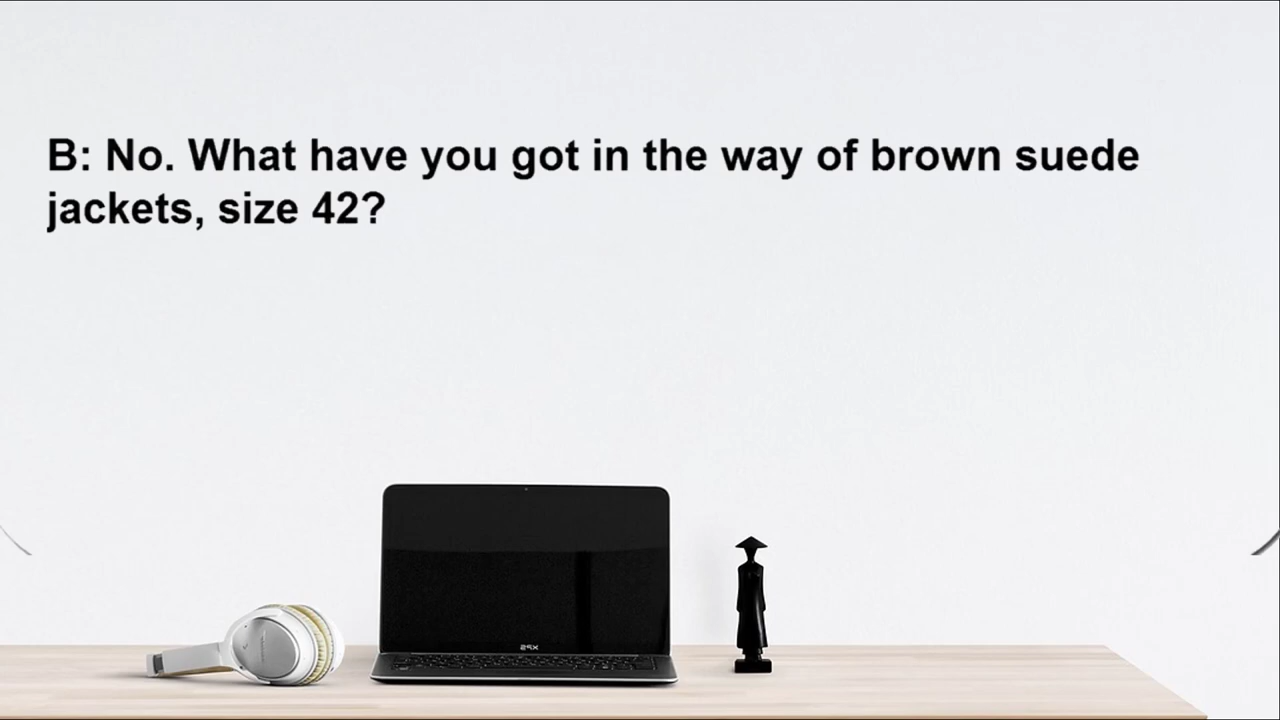 B: No. What have you got in the way of brown suede
jackets, size 42?